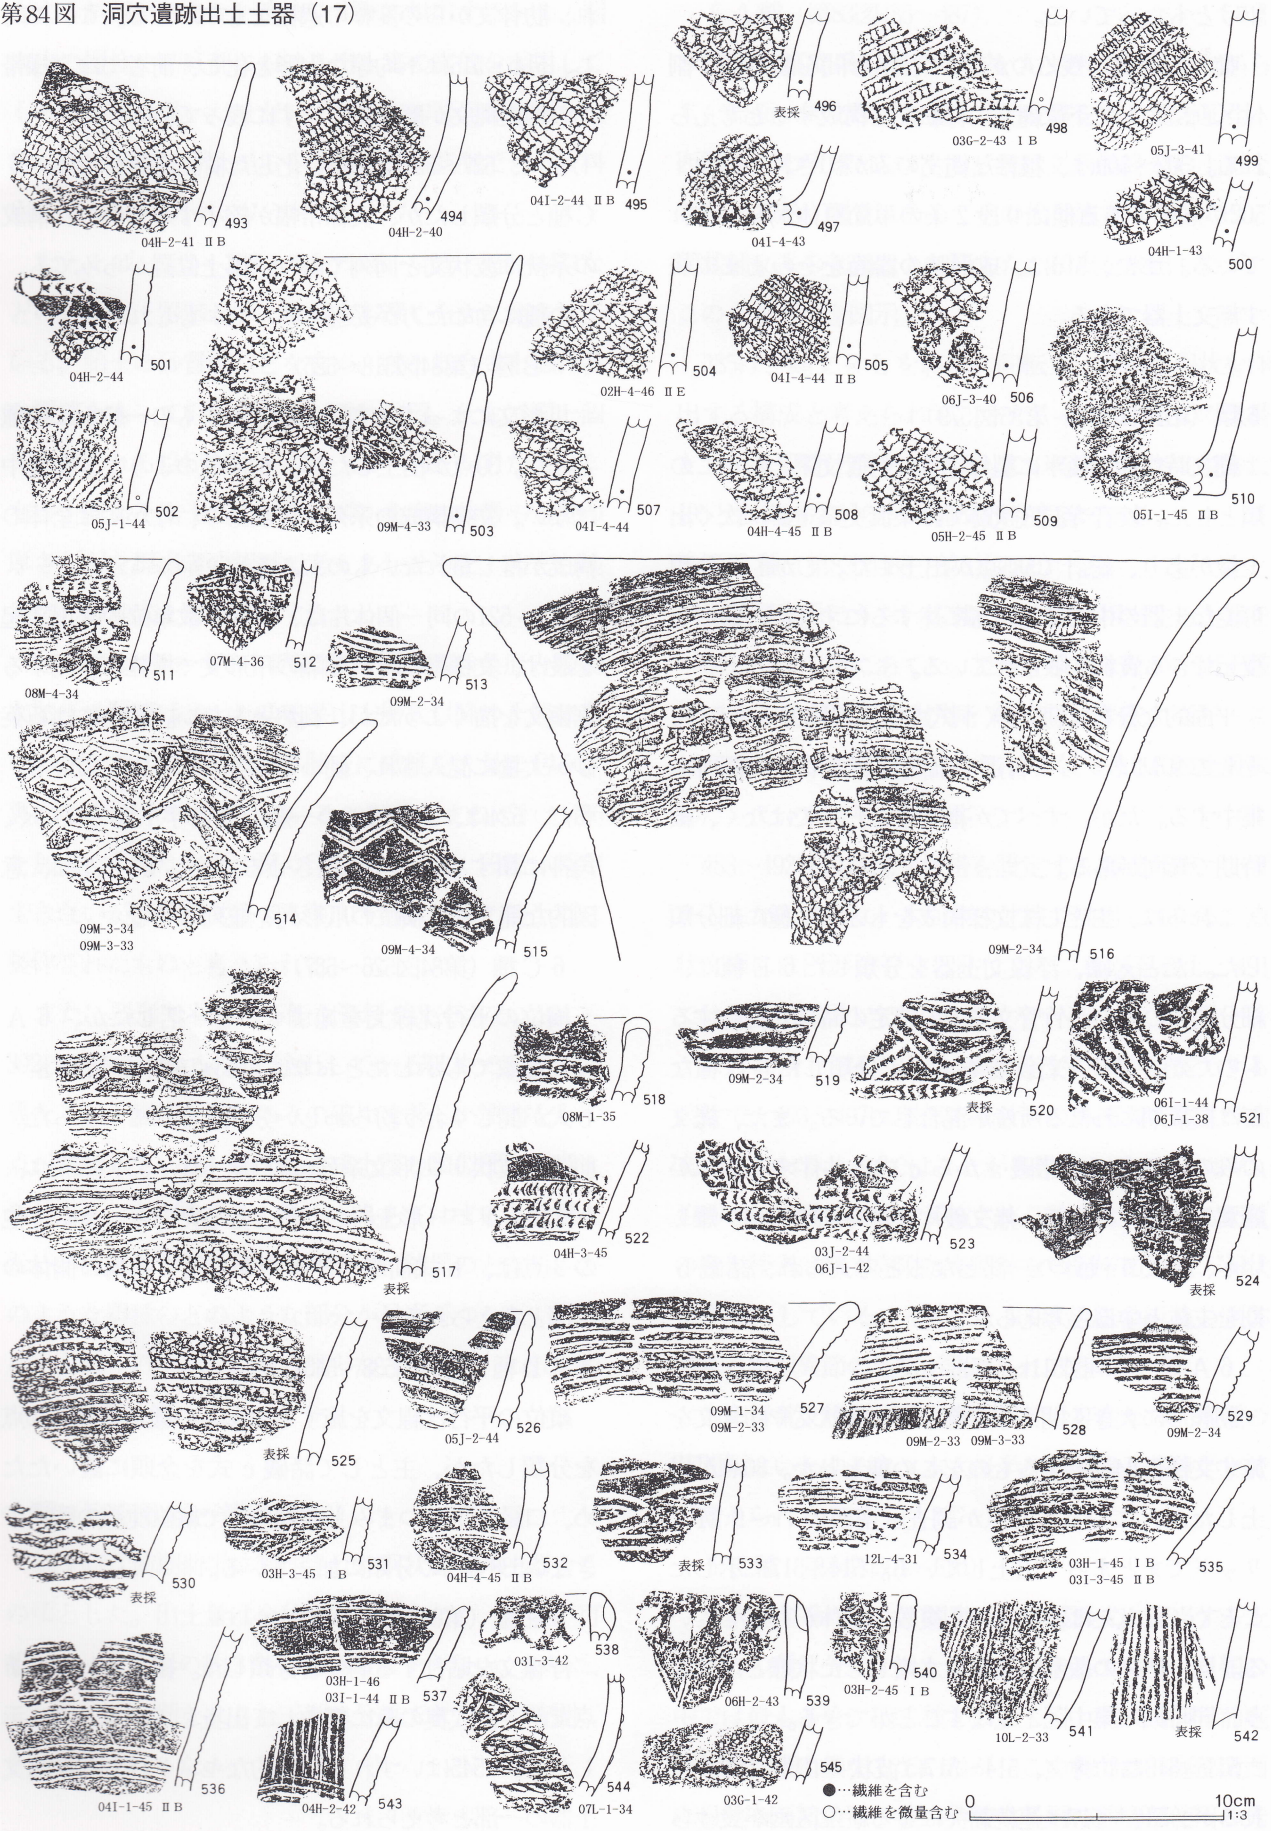 第84図　洞穴遺跡出土土器（17）
493
04H-2-41 ⅡB
494
04H-2-40
495
04I-2-44 ⅡB
496
表採
497
04I-4-43
498
03G-2-43 ⅠB
499
05J-3-41
500
04H-1-43
501
04H-2-44
502
05J-1-44
503
09M-4-33
504
02H-4-46 ⅡE
505
04I-4-44 ⅡB
506
06J-3-40
507
04I-4-44
508
04H-4-45 ⅡB
509
05H-2-45 ⅡB
510
05I-1-45 ⅡB
511
08M-4-34
512
07M-4-36
513
09M-2-34
514
09M-3-34
09M-3-33
515
09M-4-34
516
09M-2-34
517
表採
518
08M-1-35
519
09M-2-34
520
表採
521
06I-1-44
06J-1-38
522
04H-3-45
523
03J-2-44
06J-1-42
524
表採
525
表採
526
05J-2-44
527
09M-1-34
09M-2-33
528
09M-2-33 09M-3-33
529
09M-2-34
530
表採
531
03H-3-45 ⅠB
532
04H-4-45 ⅡB
533
表採
534
12L-4-31
535
03H-1-45 ⅠB
03I-3-45 ⅡB
536
04I-1-45 ⅡB
537
03H-1-46
03I-1-44 ⅡB
538
03I-3-42
539
06H-2-43
540
03H-2-45 ⅠB
541
10L-2-33
542
表採
543
04H-2-42
544
07L-1-34
545
03G-1-42
●…繊維を含む
○…繊維を微量含む
0 10cm
1:3